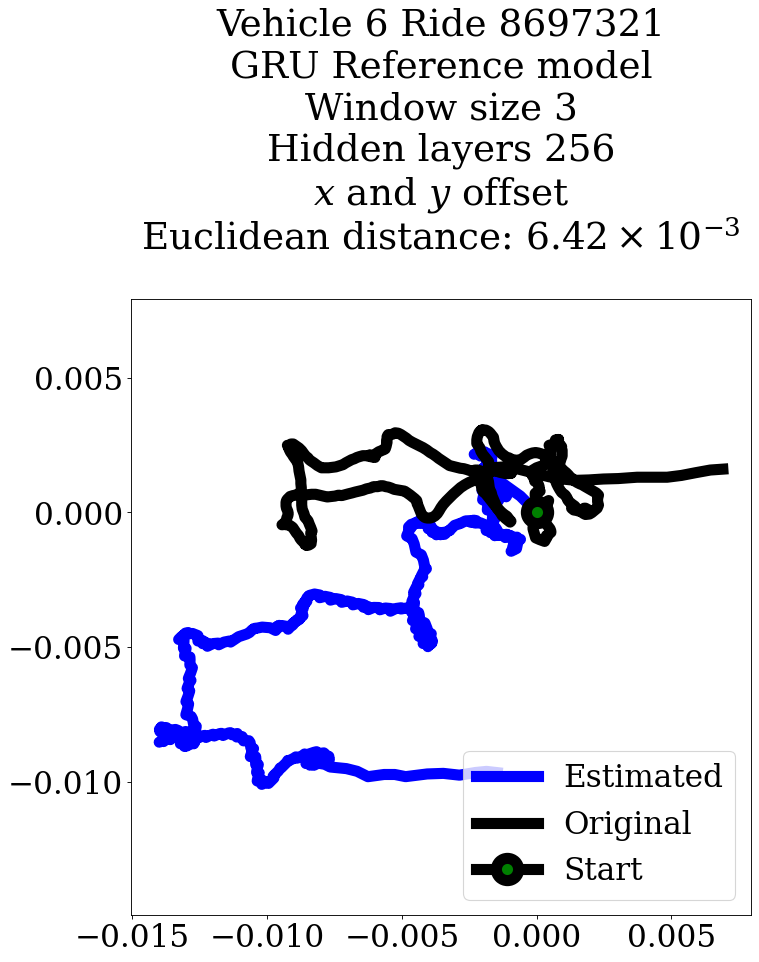 Vehicle 6 Ride 8697321
GRU Reference model
Window size 3
Hidden layers 256
x and y offset
Euclidean distance: 6.42 × 10⁻³
0.005
0.000
−0.005
−0.010
Estimated
Original
Start
−0.015 −0.010 −0.005 0.000 0.005